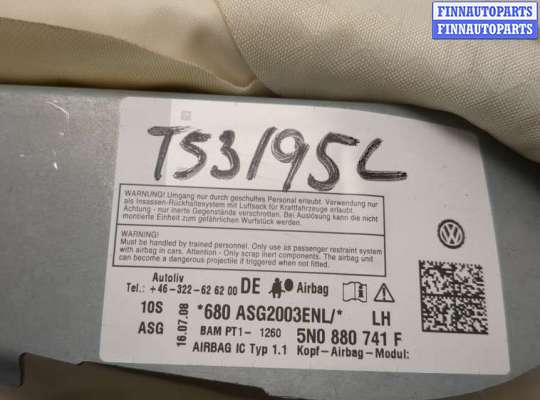 FINNAUTOPARTS
FINNAUTOPARTS
TS3195L
WARNUNG! Umgang nur durch geschultes Personal erlaubt. Verwendung nur
als Insassen-Rückhaltesystem mit Luftsack für Kraftfahrzeuge erlaubt.
Achtung - nur inerte Gegenstände verschrotten. Bei Auslösung kann die nicht
montierte Einheit zum gefährlichen Wurfstück werden.
WARNING!
Must be handled by trained personnel. Only use as passenger restraint system
with airbag in cars. Attention - Only scrap inert components. The airbag unit
can become a dangerous projectile if triggered when not fitted.
Autoliv
Tel.: +46-322-626200 DE Airbag
10S *680 ASG2003ENL/* LH
ASG 16.07.08 BAM PT1- 1260 5N0 880 741 F
AIRBAG IC Typ 1.1 Kopf-Airbag-Modul: